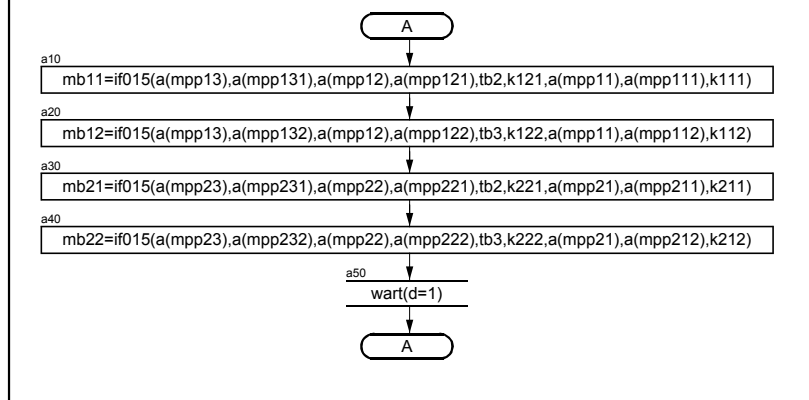 A
a10
mb11=if015(a(mpp13),a(mpp131),a(mpp12),a(mpp121),tb2,k121,a(mpp11),a(mpp111),k111)
a20
mb12=if015(a(mpp13),a(mpp132),a(mpp12),a(mpp122),tb3,k122,a(mpp11),a(mpp112),k112)
a30
mb21=if015(a(mpp23),a(mpp231),a(mpp22),a(mpp221),tb2,k221,a(mpp21),a(mpp211),k211)
a40
mb22=if015(a(mpp23),a(mpp232),a(mpp22),a(mpp222),tb3,k222,a(mpp21),a(mpp212),k212)
a50
wart(d=1)
A